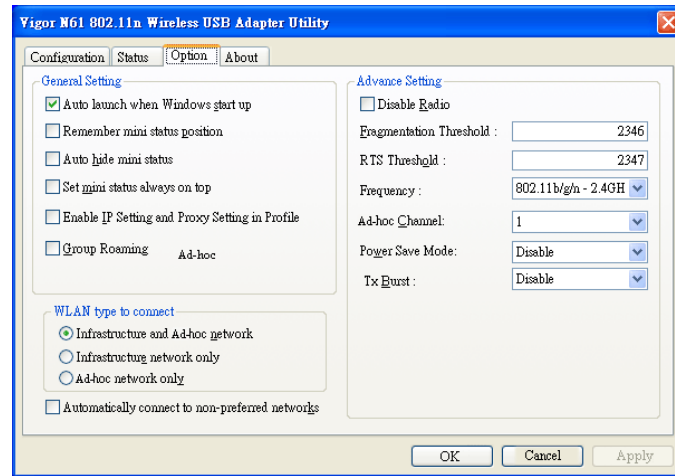 Vigor N61 802.11n Wireless USB Adapter Utility
Configuration Status Option About
General Setting
Auto launch when Windows start up
Remember mini status position
Auto hide mini status
Set mini status always on top
Enable IP Setting and Proxy Setting in Profile
Group Roaming Ad-hoc
WLAN type to connect
Infrastructure and Ad-hoc network
Infrastructure network only
Ad-hoc network only
Automatically connect to non-preferred networks
Advance Setting
Disable Radio
Fragmentation Threshold : 2346
RTS Threshold : 2347
Frequency : 802.11b/g/n - 2.4GH
Ad-hoc Channel: 1
Power Save Mode: Disable
Tx Burst : Disable
OK Cancel Apply